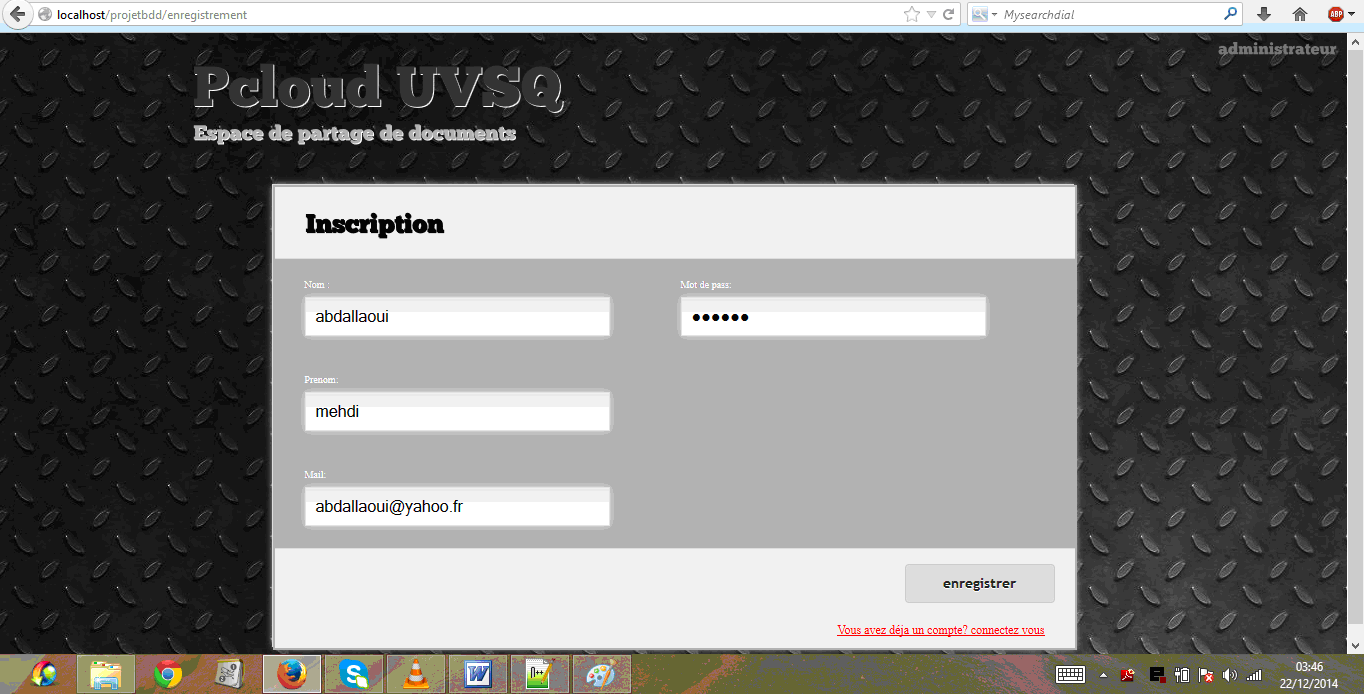 localhost/projetbdd/enregistrement
Mysearchdial
ABP
administrateur
Pcloud UVSQ
Espace de partage de documents
Inscription
Nom :
Mot de pass:
abdallaoui
●●●●●●
Prenom:
mehdi
Mail:
abdallaoui@yahoo.fr
enregistrer
Vous avez déja un compte? connectez vous
03:46
22/12/2014